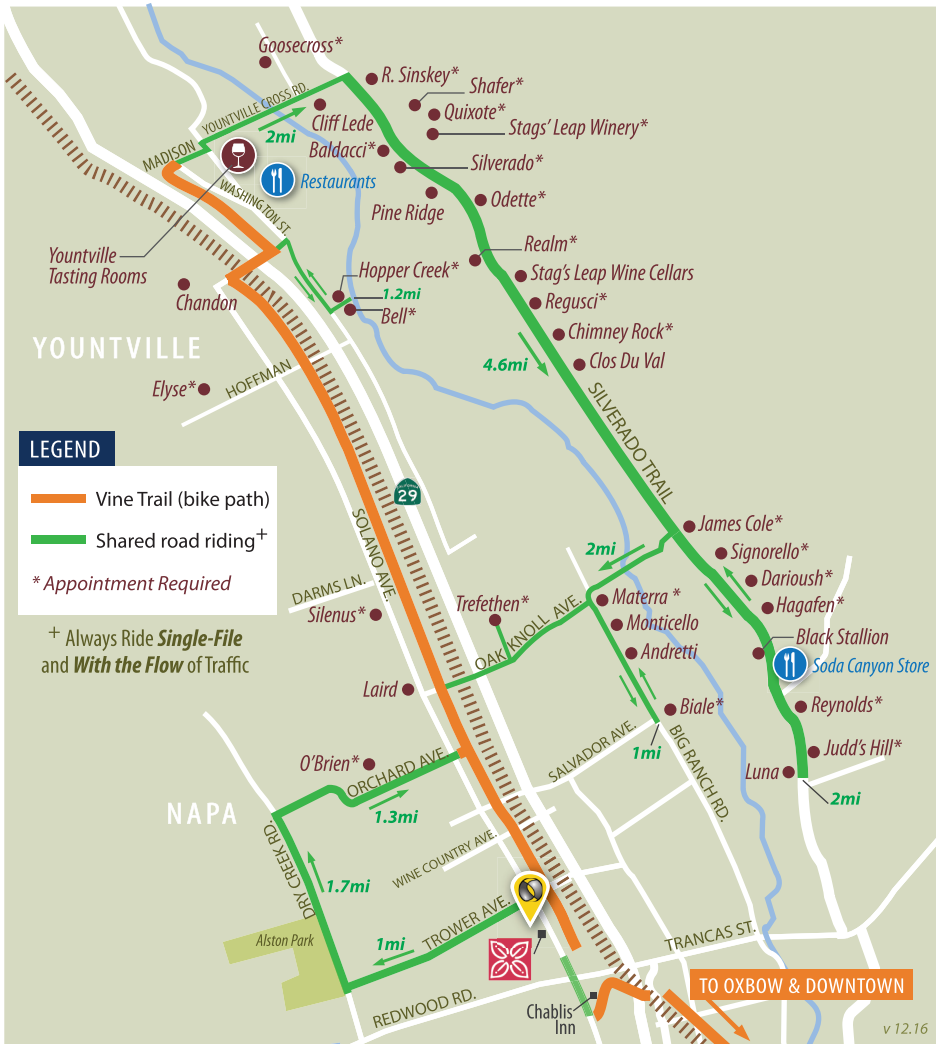 Goosecross*
R. Sinskey*
Shafer*
Quixote*
Stags' Leap Winery*
YOUNTVILLE CROSS RD.
Cliff Lede
2mi
Baldacci*
Silverado*
MADISON
Restaurants
WASHINGTON ST.
Pine Ridge
Odette*
Yountville
Tasting Rooms
Realm*
Hopper Creek*
Stag's Leap Wine Cellars
Chandon
1.2mi
Bell*
Regusci*
Chimney Rock*
YOUNTVILLE
Clos Du Val
4.6mi
HOFFMAN
Elyse*
SILVERADO TRAIL
LEGEND
Vine Trail (bike path)
Shared road riding+
* Appointment Required
+ Always Ride Single-File
and With the Flow of Traffic
CALIFORNIA
29
SOLANO AVE.
James Cole*
2mi
Signorello*
DARMS LN.
Darioush*
Silenus*
Trefethen*
Materra *
Hagafen*
OAK KNOLL AVE.
Monticello
Black Stallion
Andretti
Soda Canyon Store
Laird
Biale*
Reynolds*
SALVADOR AVE.
1mi
BIG RANCH RD.
Judd's Hill*
O'Brien*
ORCHARD AVE.
Luna
2mi
NAPA
1.3mi
DRY CREEK RD.
WINE COUNTRY AVE.
1.7mi
TROWER AVE.
Alston Park
1mi
TRANCAS ST.
REDWOOD RD.
TO OXBOW & DOWNTOWN
Chablis
Inn
v 12.16